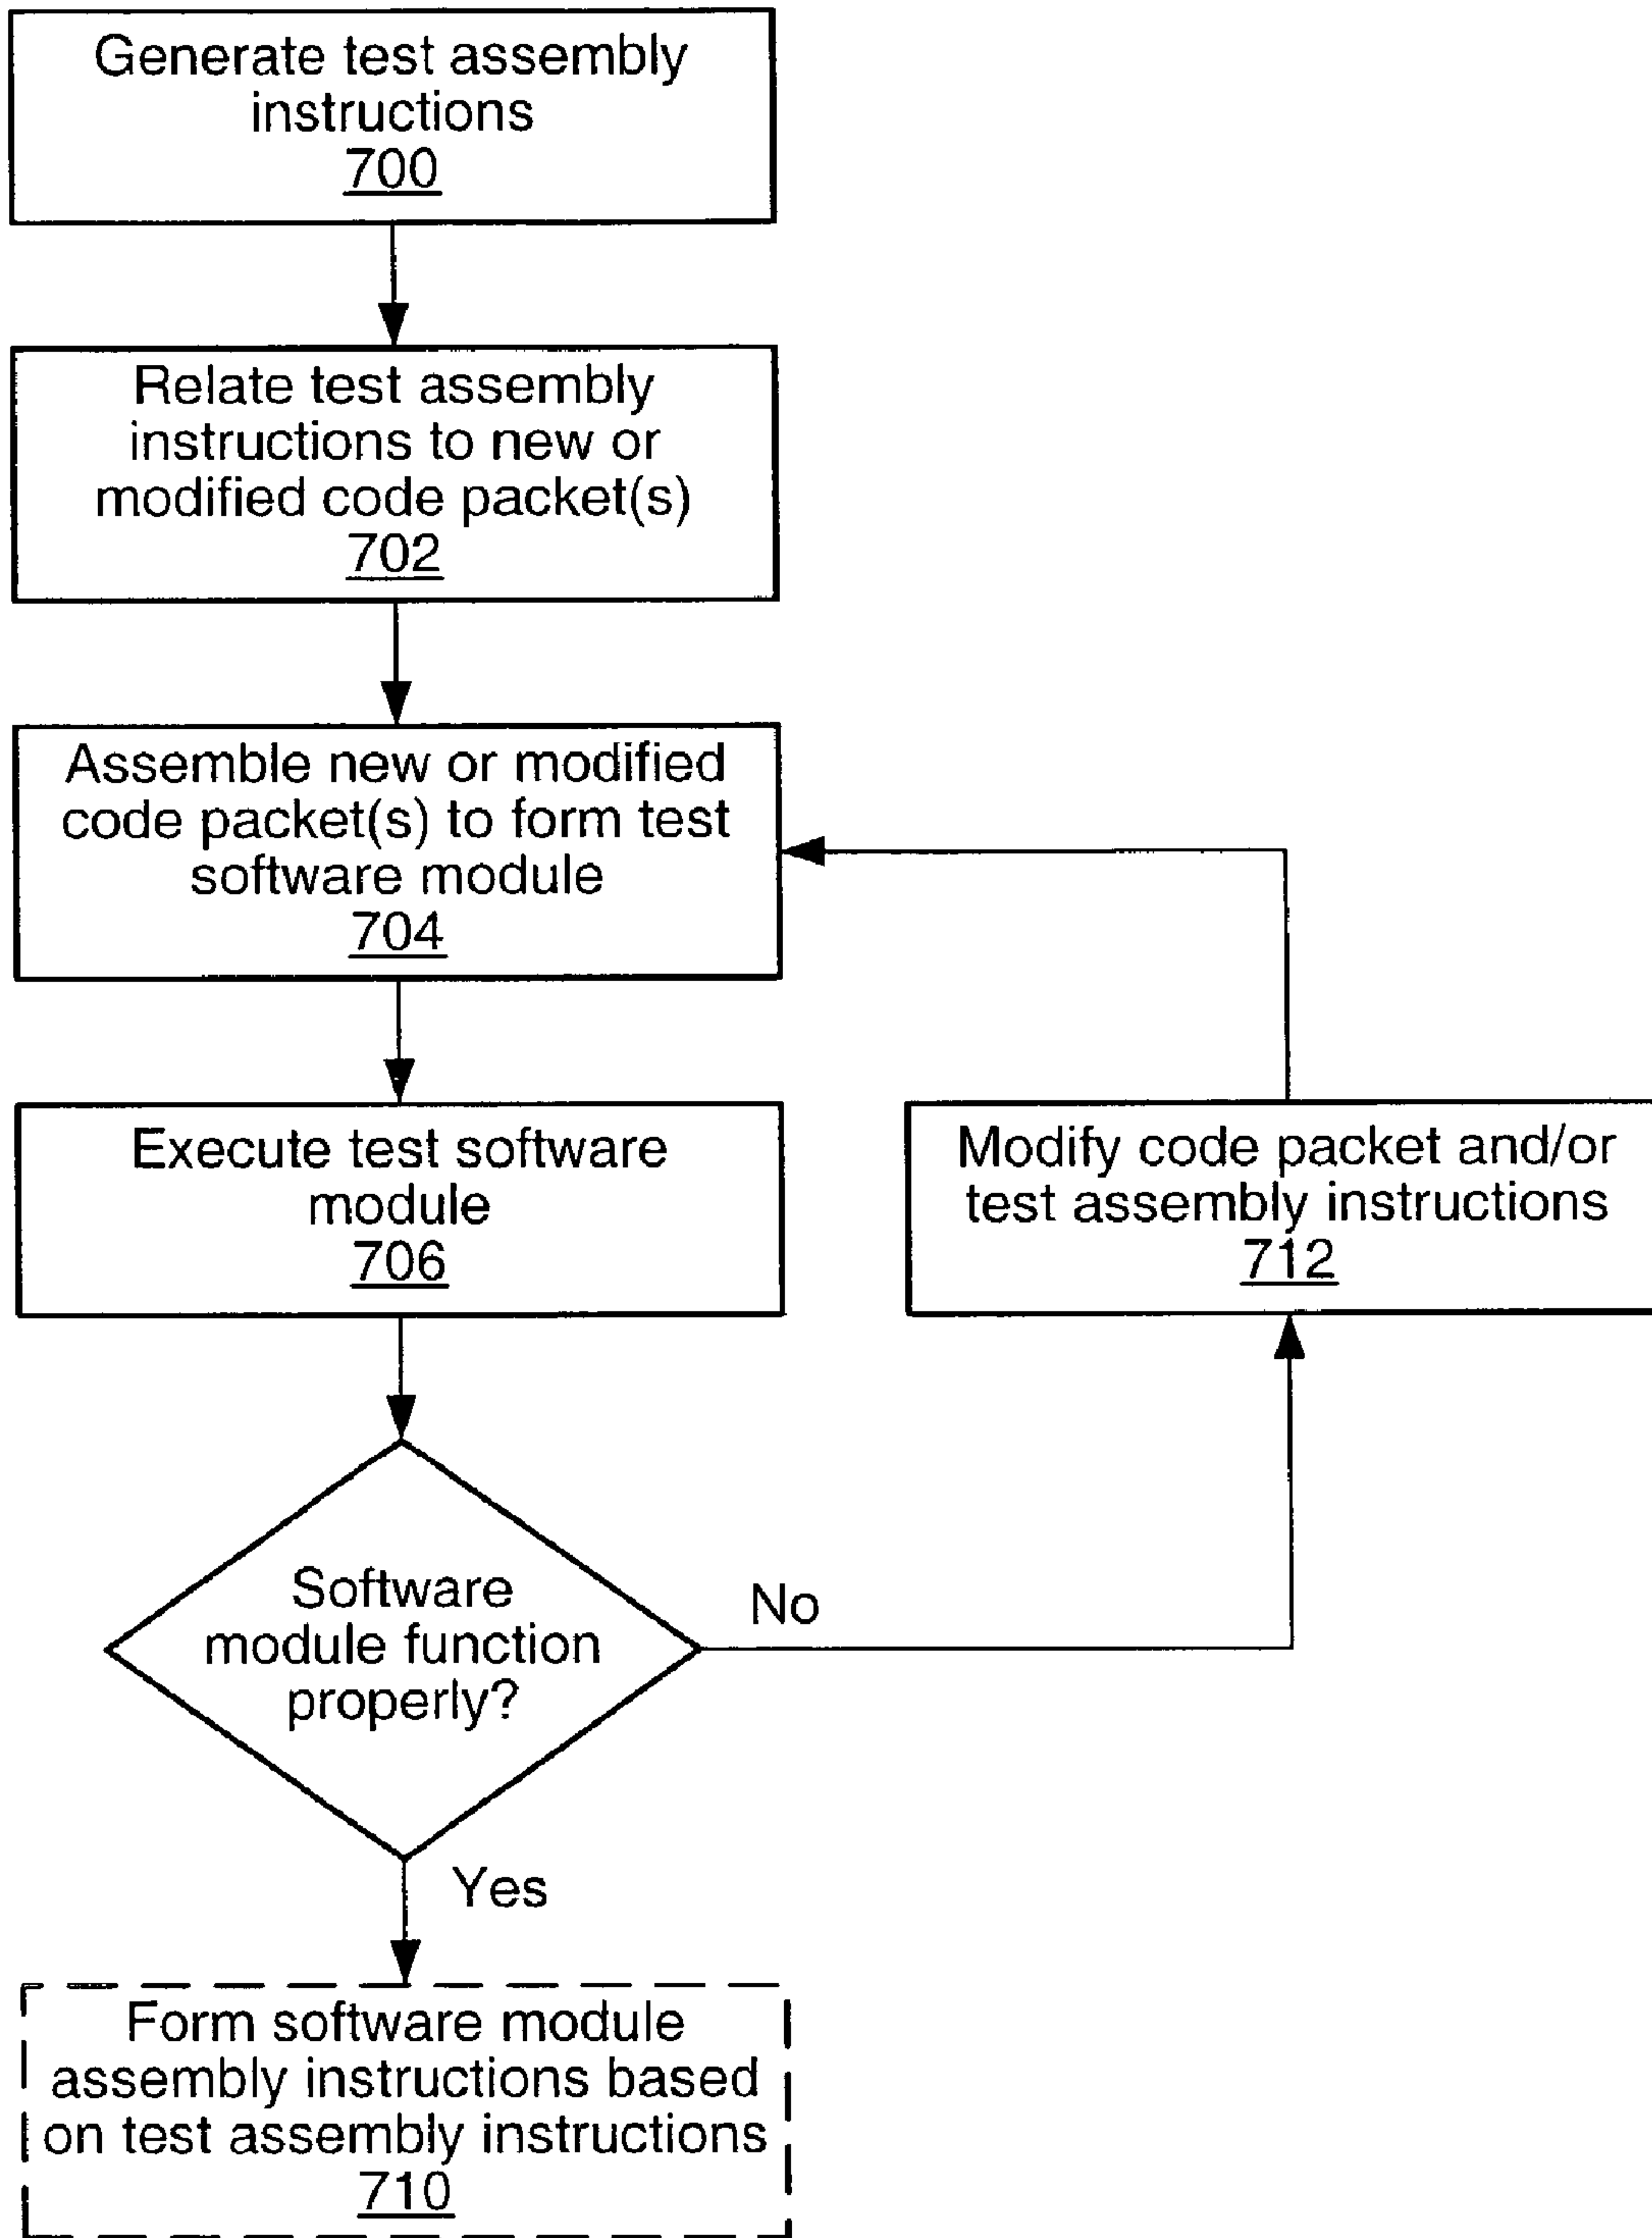 Generate test assembly
instructions
700
Relate test assembly
instructions to new or
modified code packet(s)
702
Assemble new or modified
code packet(s) to form test
software module
704
Execute test software
module
706
Modify code packet and/or
test assembly instructions
712
Software
module function
properly?
No
Yes
Form software module
assembly instructions based
on test assembly instructions
710